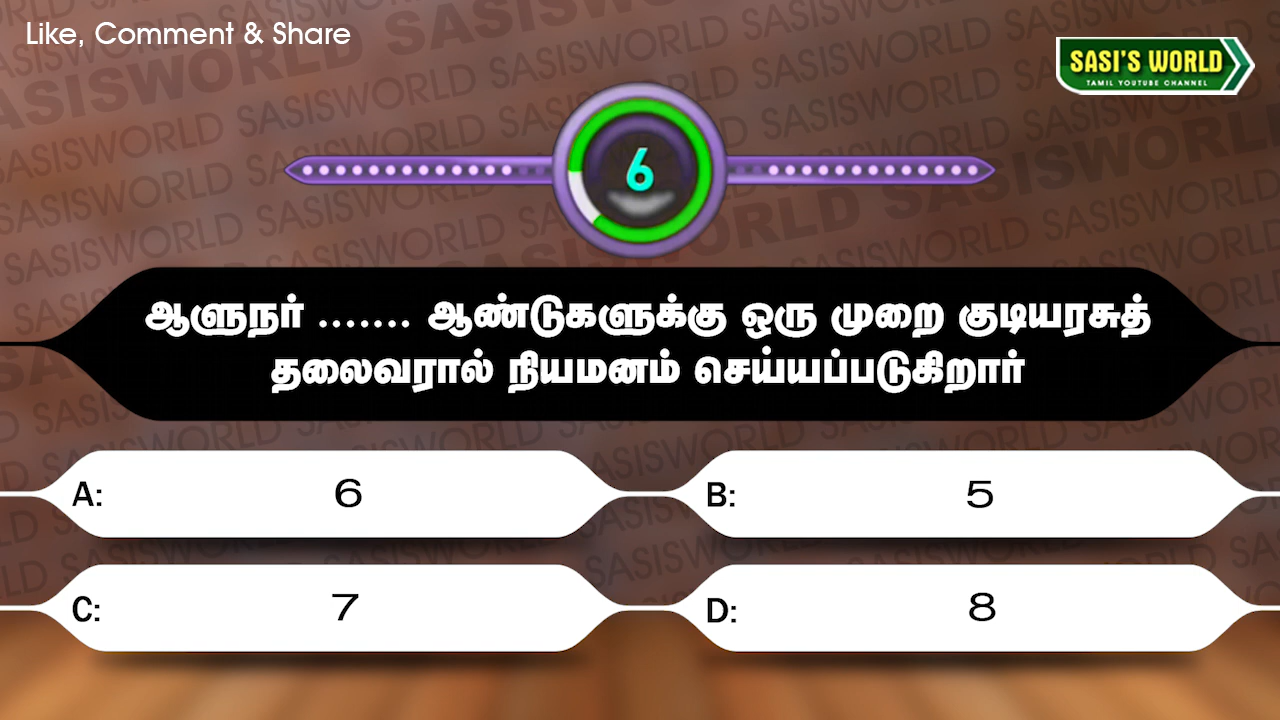 Like, Comment & Share
SASI'S WORLD
TAMIL YOUTUBE CHANNEL
6
ஆளுநர் ....... ஆண்டுகளுக்கு ஒரு முறை குடியரசுத்
தலைவரால் நியமனம் செய்யப்படுகிறார்
A: 6
B: 5
C: 7
D: 8